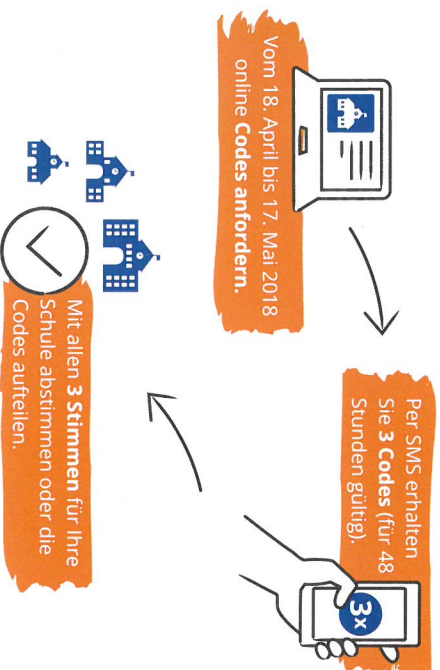 Vom 18. April bis 17. Mai 2018
online Codes anfordern.
Per SMS erhalten
Sie 3 Codes (für 48
Stunden gültig).
3x
Mit allen 3 Stimmen für Ihre
Schule abstimmen oder die
Codes aufteilen.